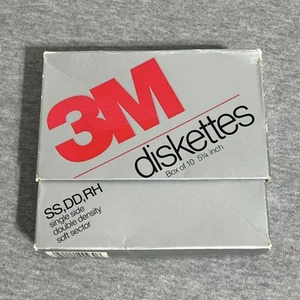 3M
diskettes
Box of 10 5¼ inch
SS,DD,RH
single side
double density
soft sector